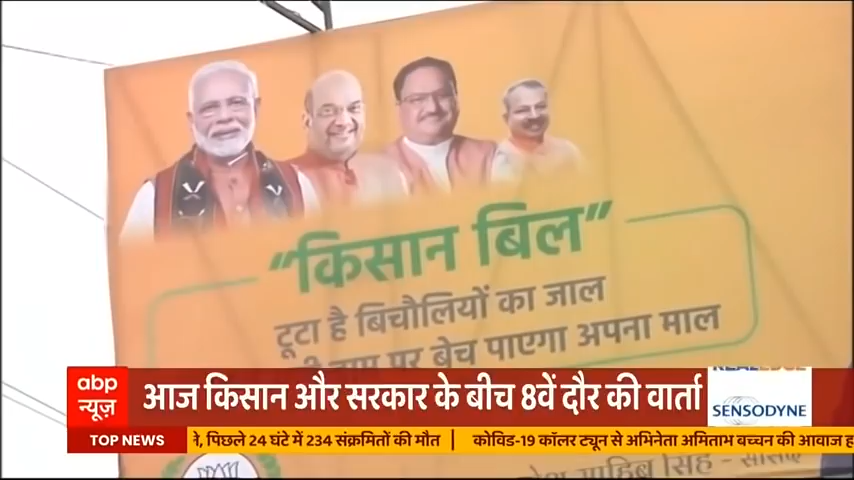 "किसान बिल"
टूटा है बिचौलियों का जाल
पर बेच पाएगा अपना माल
abp
न्यूज़
आज किसान और सरकार के बीच 8वें दौर की वार्ता
SENSODYNE
TOP NEWS
पिछले 24 घंटे में 234 संक्रमितों की मौत | कोविड-19 कॉलर ट्यून से अभिनेता अमिताभ बच्चन की आवाज
साहिब सिंह -